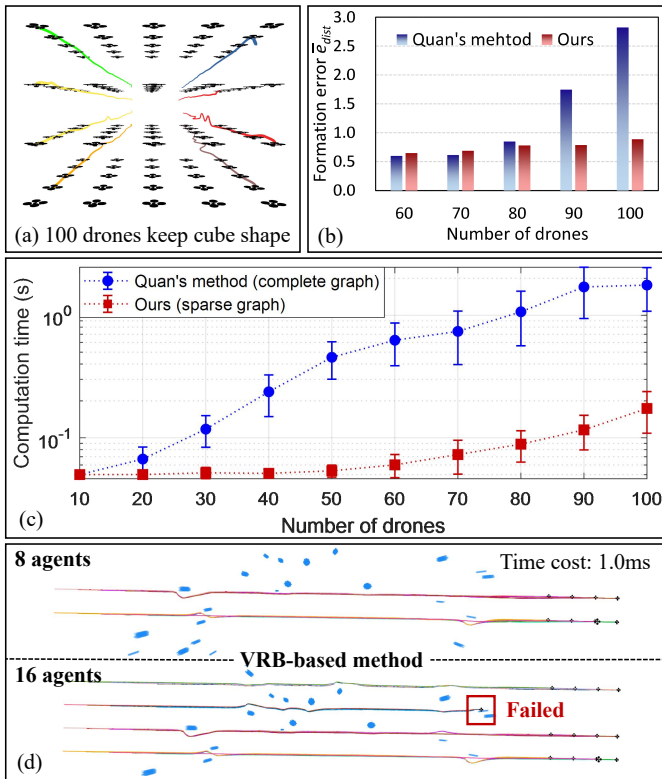 (a) 100 drones keep cube shape
Formation error e̅dist
3.0
2.5
2.0
1.5
1.0
0.5
0.0
Quan's mehtod
Ours
60 70 80 90 100
Number of drones
(b)
Computation time (s)
10⁰
10⁻¹
Quan's method (complete graph)
Ours (sparse graph)
10 20 30 40 50 60 70 80 90 100
Number of drones
(c)
8 agents
Time cost: 1.0ms
VRB-based method
16 agents
Failed
(d)